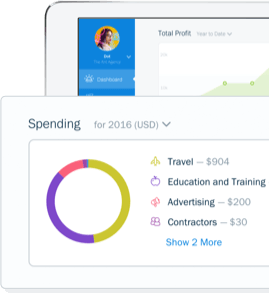 Total Profit Year to Date
Dashboard
Spending for 2016 (USD)
Travel — $904
Education and Training
Advertising — $200
Contractors — $30
Show 2 More